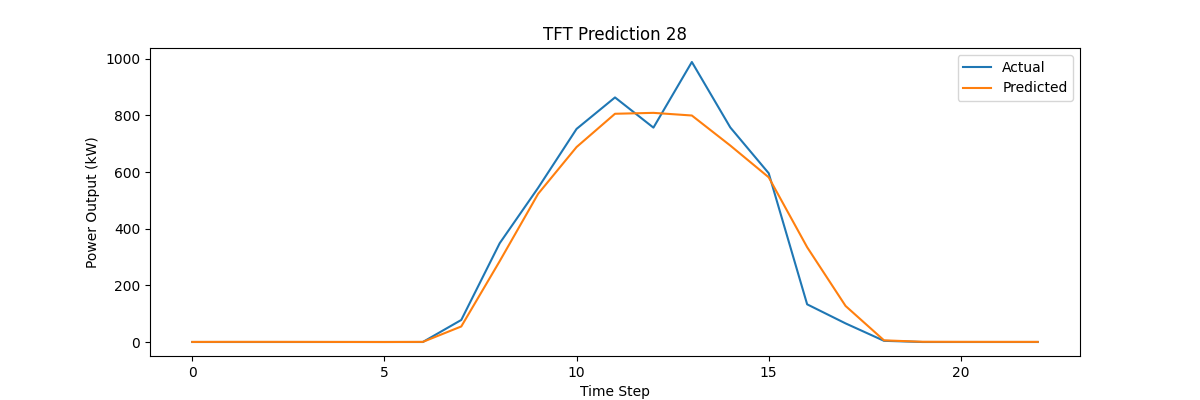 TFT Prediction 28
1000
800
600
400
200
0
Power Output (kW)
Actual
Predicted
0 5 10 15 20
Time Step